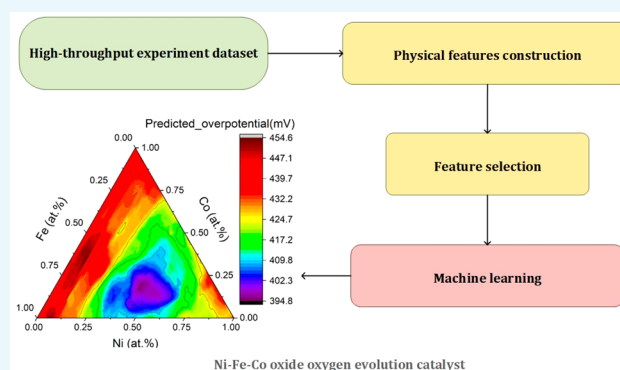 High-throughput experiment dataset
Physical features construction
Feature selection
Machine learning
Predicted_overpotential(mV)
454.6
447.1
439.7
432.2
424.7
417.2
409.8
402.3
394.8
0.00
0.25
0.50
0.75
1.00
Fe (at.%)
1.00
0.75
0.50
0.25
0.00
Co (at.%)
0.00
0.25
0.50
0.75
1.00
Ni (at.%)
Ni-Fe-Co oxide oxygen evolution catalyst